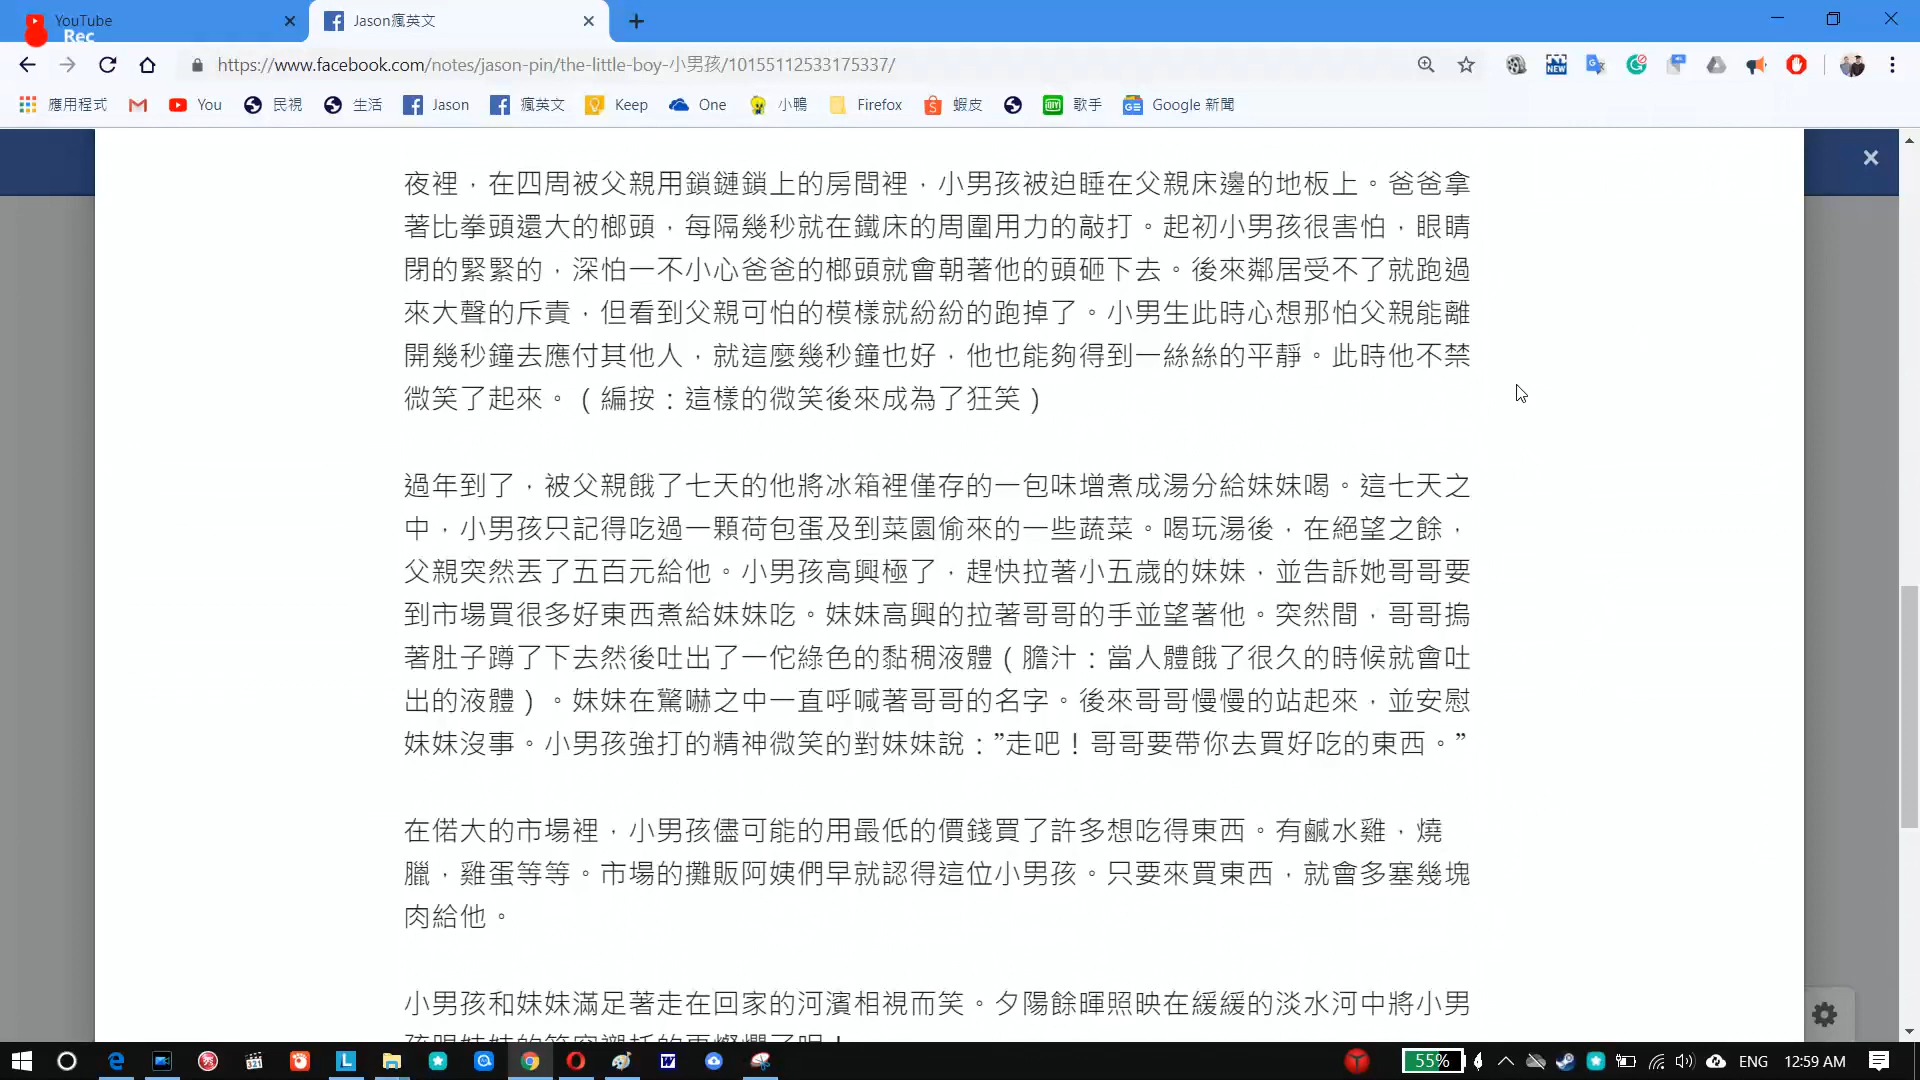 YouTube
Rec
Jason瘋英文
https://www.facebook.com/notes/jason-pin/the-little-boy-小男孩/10155112533175337/
應用程式 You 民視 生活 Jason 瘋英文 Keep One 小鴨 Firefox 蝦皮 歌手 Google 新聞
夜裡，在四周被父親用鎖鏈鎖上的房間裡，小男孩被迫睡在父親床邊的地板上。爸爸拿
著比拳頭還大的榔頭，每隔幾秒就在鐵床的周圍用力的敲打。起初小男孩很害怕，眼睛
閉的緊緊的，深怕一不小心爸爸的榔頭就會朝著他的頭砸下去。後來鄰居受不了就跑過
來大聲的斥責，但看到父親可怕的模樣就紛紛的跑掉了。小男生此時心想那怕父親能離
開幾秒鐘去應付其他人，就這麼幾秒鐘也好，他也能夠得到一絲絲的平靜。此時他不禁
微笑了起來。（編按：這樣的微笑後來成為了狂笑）
過年到了，被父親餓了七天的他將冰箱裡僅存的一包味增煮成湯分給妹妹喝。這七天之
中，小男孩只記得吃過一顆荷包蛋及到菜園偷來的一些蔬菜。喝玩湯後，在絕望之餘，
父親突然丟了五百元給他。小男孩高興極了，趕快拉著小五歲的妹妹，並告訴她哥哥要
到市場買很多好東西煮給妹妹吃。妹妹高興的拉著哥哥的手並望著他。突然間，哥哥摀
著肚子蹲了下去然後吐出了一佗綠色的黏稠液體（膽汁：當人體餓了很久的時候就會吐
出的液體）。妹妹在驚嚇之中一直呼喊著哥哥的名字。後來哥哥慢慢的站起來，並安慰
妹妹沒事。小男孩強打的精神微笑的對妹妹說：”走吧！哥哥要帶你去買好吃的東西。”
在偌大的市場裡，小男孩儘可能的用最低的價錢買了許多想吃得東西。有鹹水雞，燒
臘，雞蛋等等。市場的攤販阿姨們早就認得這位小男孩。只要來買東西，就會多塞幾塊
肉給他。
小男孩和妹妹滿足著走在回家的河濱相視而笑。夕陽餘暉照映在緩緩的淡水河中將小男
55% ENG 12:59 AM